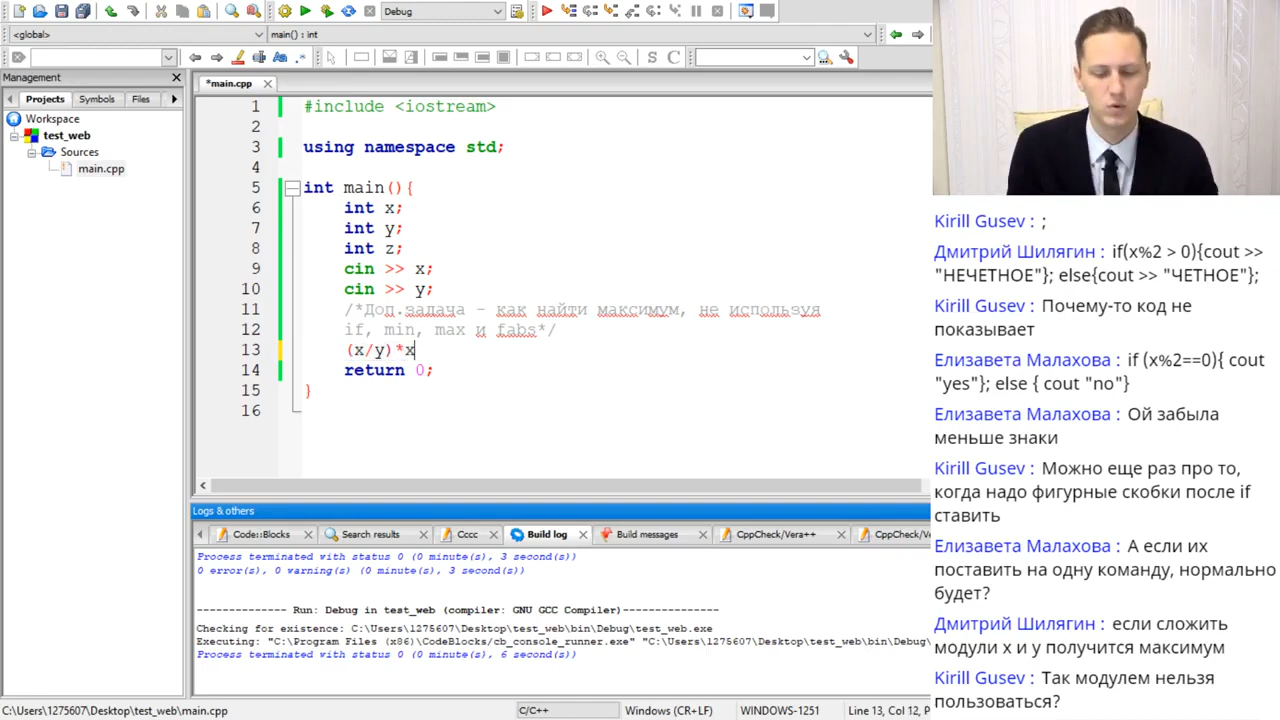 Debug
<global>
main() : int
S C
Management
Projects Symbols Files
Workspace
test_web
Sources
main.cpp
*main.cpp
1 #include <iostream>
2
3 using namespace std;
4
5 int main(){
6 int x;
7 int y;
8 int z;
9 cin >> x;
10 cin >> y;
11 /*Доп.задача - как найти максимум, не используя
12 if, min, max и fabs*/
13 (x/y)*x
14 return 0;
15 }
16
Logs & others
Code::Blocks Search results Cccc Build log Build messages CppCheck/Vera++ CppCheck/Vera
Process terminated with status 0 (0 minute(s), 3 second(s))
0 error(s), 0 warning(s) (0 minute(s), 3 second(s))
-------------- Run: Debug in test_web (compiler: GNU GCC Compiler)---------------
Checking for existence: C:\Users\1275607\Desktop\test_web\bin\Debug\test_web.exe
Executing: "C:\Program Files (x86)\CodeBlocks/cb_console_runner.exe" "C:\Users\1275607\Desktop\test_web\bin\Debug\
Process terminated with status 0 (0 minute(s), 6 second(s))
C:\Users\1275607\Desktop\test_web\main.cpp C/C++ Windows (CR+LF) WINDOWS-1251 Line 13, Col 12, P
Kirill Gusev : ;
Дмитрий Шилягин : if(x%2 > 0){cout >>
"НЕЧЕТНОЕ"}; else{cout >> "ЧЕТНОЕ"};
Kirill Gusev : Почему-то код не
показывает
Елизавета Малахова : if (x%2==0){ cout
"yes"}; else { cout "no"}
Елизавета Малахова : Ой забыла
меньше знаки
Kirill Gusev : Можно еще раз про то,
когда надо фигурные скобки после if
ставить
Елизавета Малахова : А если их
поставить на одну команду, нормально
будет?
Дмитрий Шилягин : если сложить
модули х и у получится максимум
Kirill Gusev : Так модулем нельзя
пользоваться?